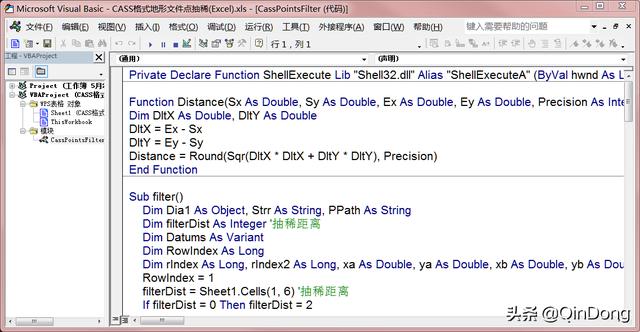 Microsoft Visual Basic - CASS格式地形文件点抽稀(Excel).xls - [CassPointsFilter (代码)]
文件(F) 编辑(E) 视图(V) 插入(I) 格式(O) 调试(D) 运行(R) 工具(T) 外接程序(A) 窗口(W) 帮助(H) 键入需要帮助的问题
行 1，列 1
工程 - VBAProject
(通用) (声明)
Project (工作簿 5月
VBAProject (CASS格式
WPS表格 对象
Sheet1 (CASS格式
ThisWorkbook
模块
CassPointsFilter
Private Declare Function ShellExecute Lib "Shell32.dll" Alias "ShellExecuteA" (ByVal hwnd As L
Function Distance(Sx As Double, Sy As Double, Ex As Double, Ey As Double, Precision As Inte
Dim DltX As Double, DltY As Double
DltX = Ex - Sx
DltY = Ey - Sy
Distance = Round(Sqr(DltX * DltX + DltY * DltY), Precision)
End Function
Sub filter()
Dim Dia1 As Object, Strr As String, PPath As String
Dim filterDist As Integer '抽稀距离
Dim Datums As Variant
Dim RowIndex As Long
Dim rIndex As Long, rIndex2 As Long, xa As Double, ya As Double, xb As Double, yb As Dou
RowIndex = 1
filterDist = Sheet1.Cells(1, 6) '抽稀距离
If filterDist = 0 Then filterDist = 2
头条 @QinDong